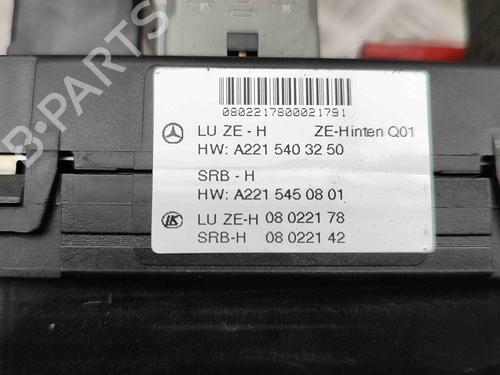 B-PARTS
0802217800021791
LU ZE - H ZE-Hinten Q01
HW: A221 540 32 50
SRB - H
HW: A221 545 08 01
LK LU ZE-H 08 0221 78
SRB-H 08 0221 42